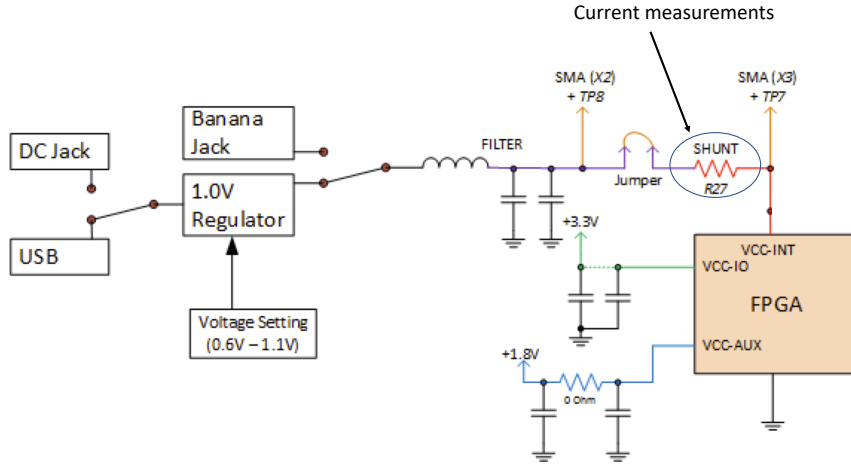 Current measurements
SMA (X2)
+ TP8
SMA (X3)
+ TP7
Banana
Jack
FILTER
SHUNT
DC Jack
1.0V
Regulator
Jumper
R27
USB
+3.3V
VCC-INT
VCC-IO
FPGA
Voltage Setting
(0.6V – 1.1V)
+1.8V
VCC-AUX
0 Ohm